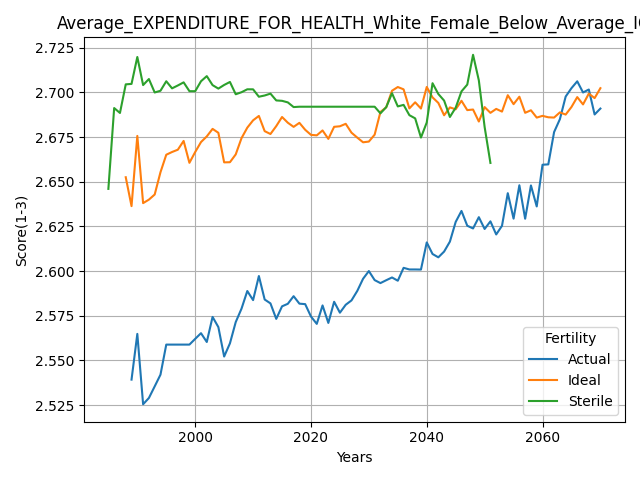 Average_EXPENDITURE_FOR_HEALTH_White_Female_Below_Average_I
2.725
2.700
2.675
2.650
2.625
2.600
2.575
2.550
2.525
Score(1-3)
Fertility
Actual
Ideal
Sterile
2000 2020 2040 2060
Years